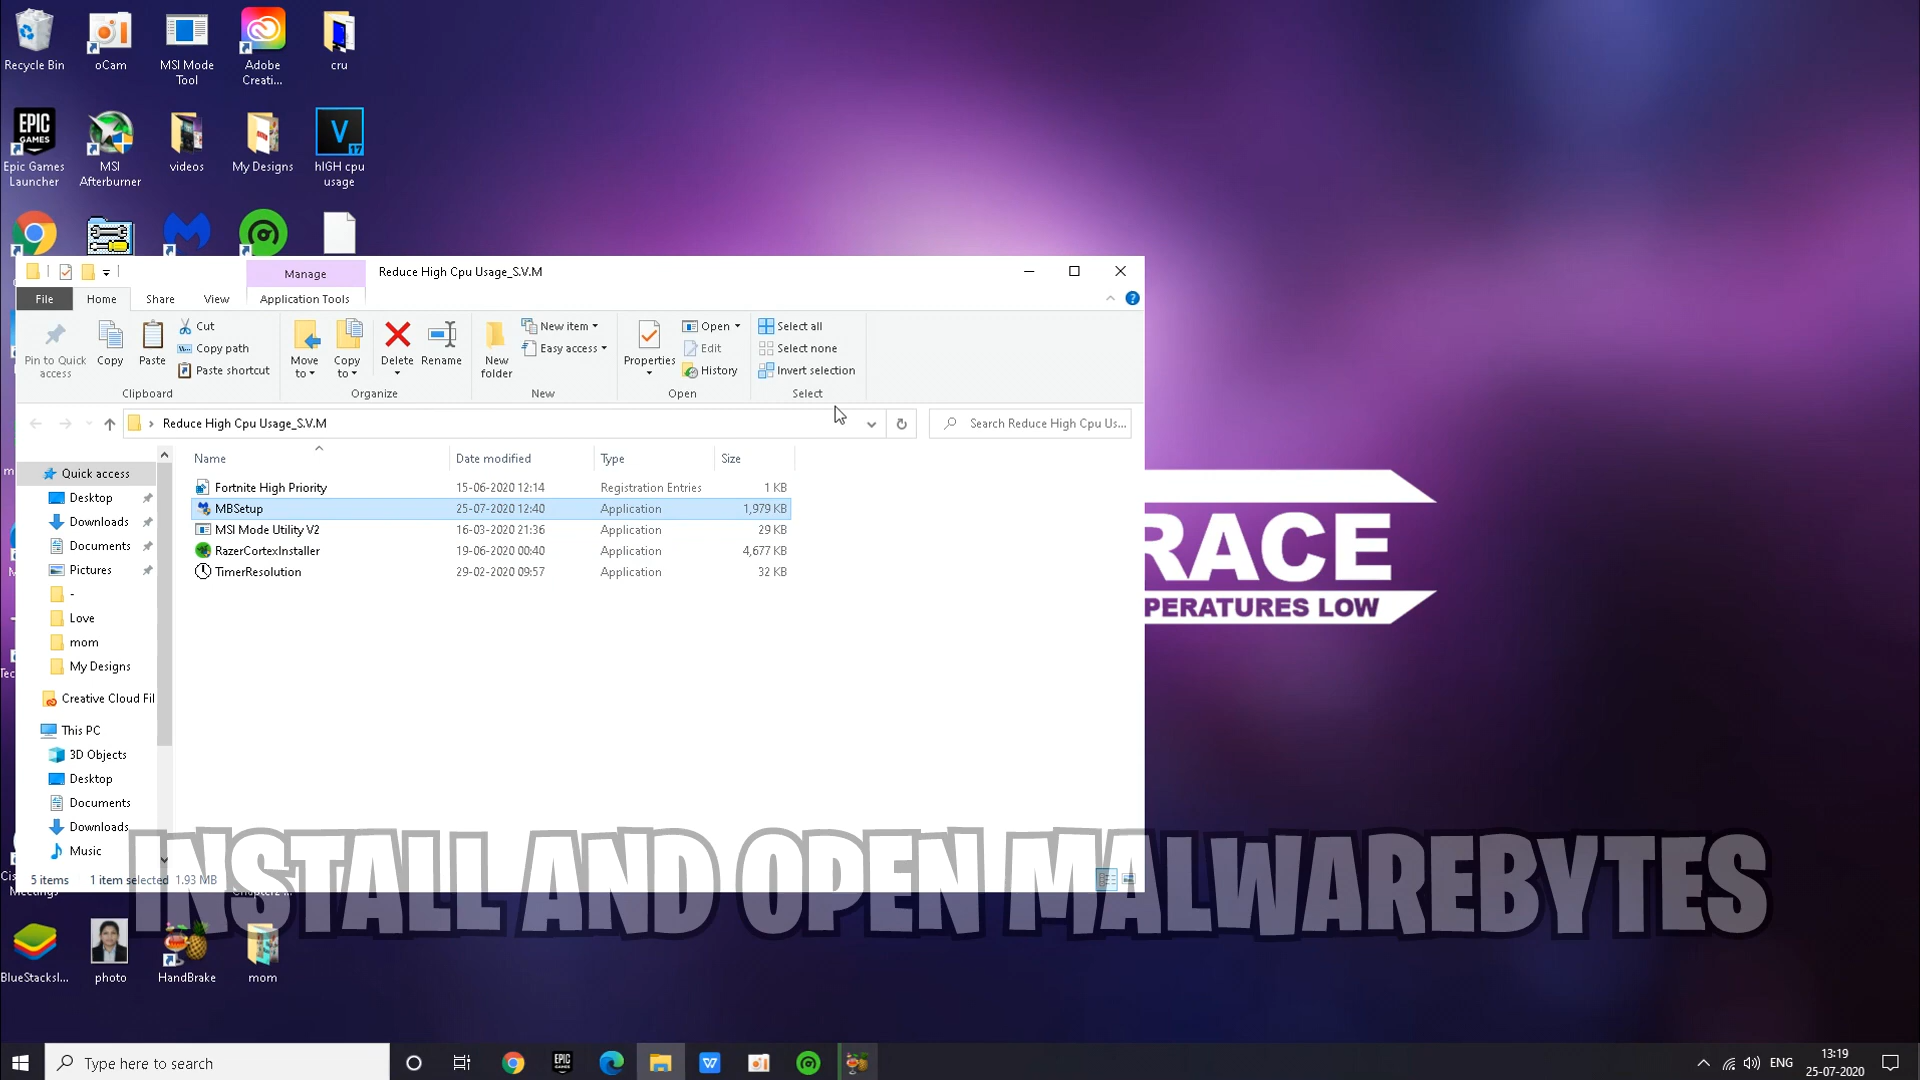 Recycle Bin
oCam
MSI Mode
Tool
Adobe
Creati...
cru
EPIC
GAMES
Epic Games
Launcher
MSI
Afterburner
videos
My Designs
V
17
hIGH cpu
usage
Manage
Reduce High Cpu Usage_S.V.M
File
Home
Share
View
Application Tools
Pin to Quick
access
Copy
Paste
Cut
Copy path
Paste shortcut
Clipboard
Move
to
Copy
to
Delete
Rename
Organize
New
folder
New item
Easy access
New
Properties
Open
Edit
History
Open
Select all
Select none
Invert selection
Select
Reduce High Cpu Usage_S.V.M
Search Reduce High Cpu Us...
Name
Date modified
Type
Size
Fortnite High Priority 15-06-2020 12:14 Registration Entries 1 KB
MBSetup 25-07-2020 12:40 Application 1,979 KB
MSI Mode Utility V2 16-03-2020 21:36 Application 29 KB
RazerCortexInstaller 19-06-2020 00:40 Application 4,677 KB
TimerResolution 29-02-2020 09:57 Application 32 KB
Quick access
Desktop
Downloads
Documents
Pictures
-
Love
mom
My Designs
Creative Cloud Fil
This PC
3D Objects
Desktop
Documents
Downloads
Music
5 items 1 item selected 1.93 MB
RACE
PERATURES LOW
INSTALL AND OPEN MALWAREBYTES
BlueStacksI...
photo
HandBrake
mom
Type here to search
EPIC
ENG
13:19
25-07-2020